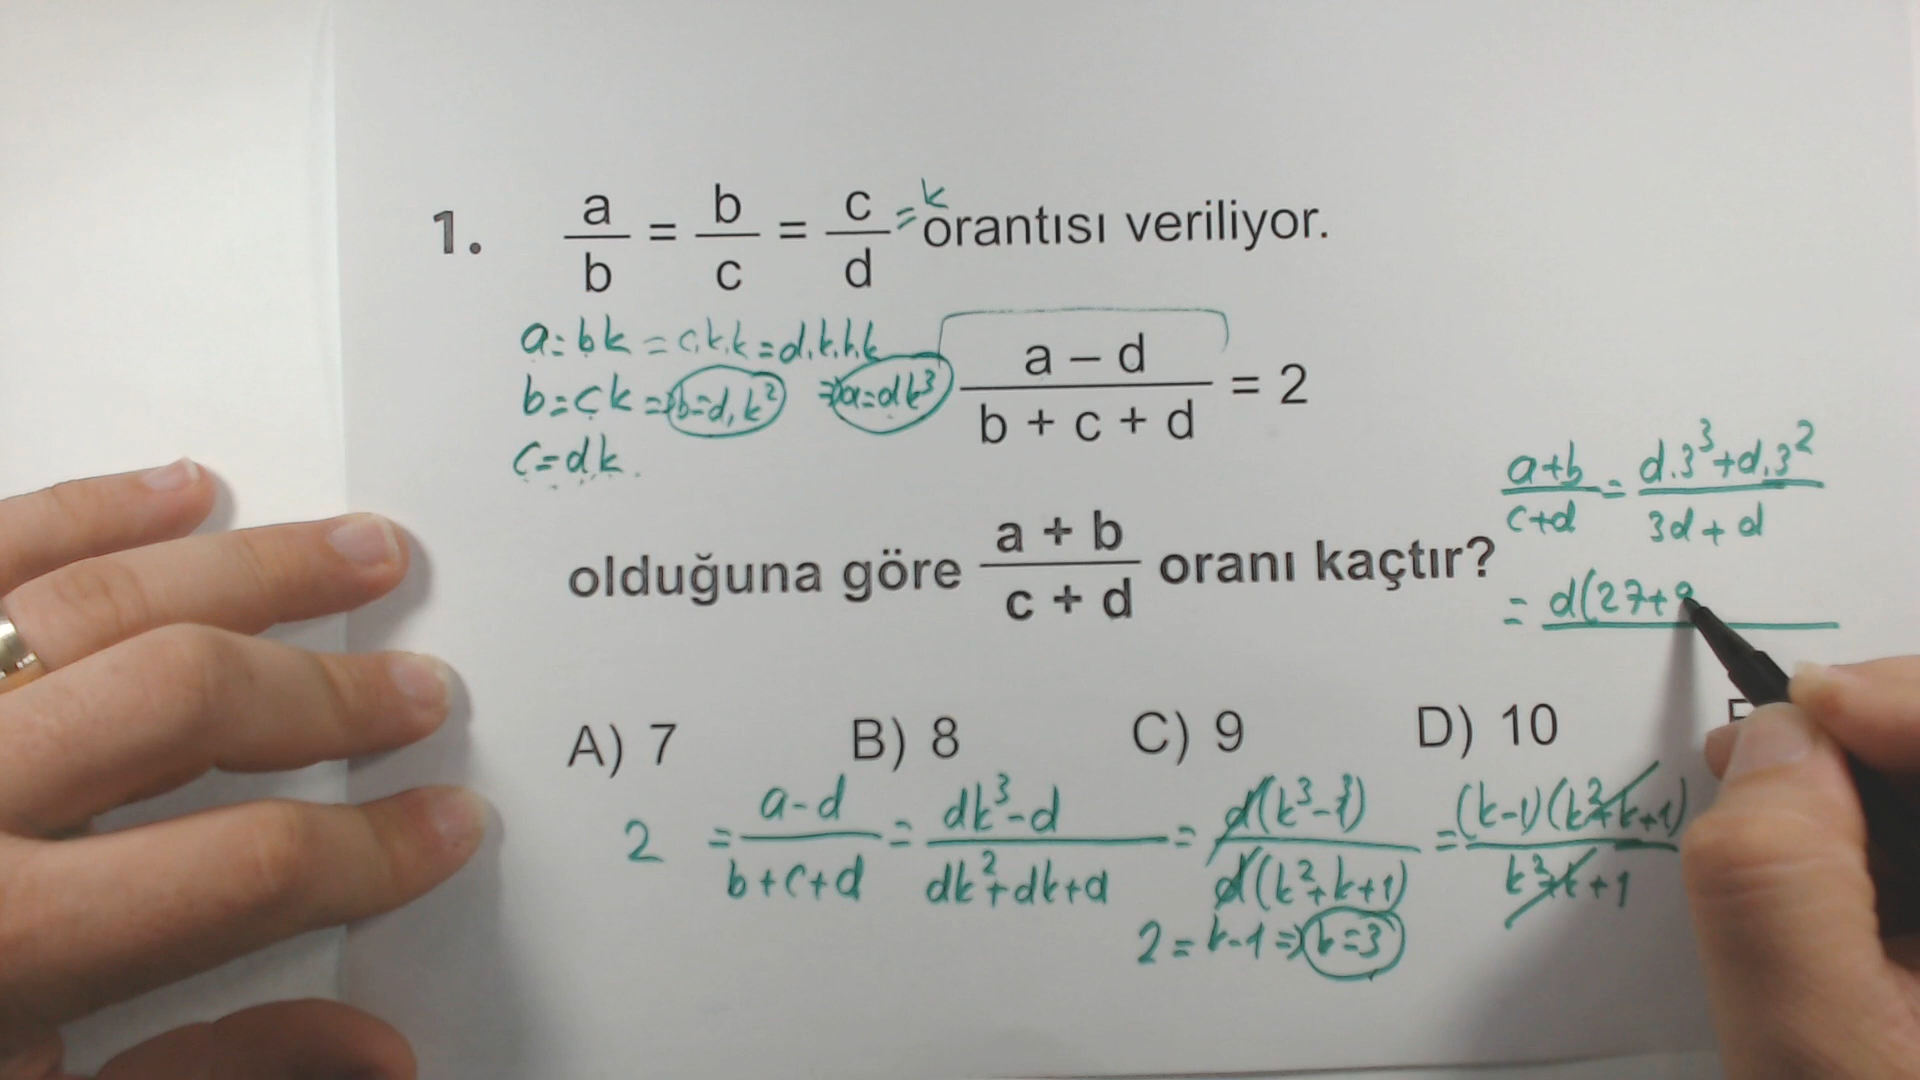 1. a/b = b/c = c/d = k orantısı veriliyor.
a=bk = c.k.k = d.k.k.k
b=ck => b=d.k² => a=dk³
c=dk.
(a – d)/(b + c + d) = 2
olduğuna göre (a + b)/(c + d) oranı kaçtır?
(a+b)/(c+d) = (d.3³+d.3²)/(3d+d)
= d(27+9
A) 7 B) 8 C) 9 D) 10
2 = (a-d)/(b+c+d) = (dk³-d)/(dk²+dk+d) = d(k³-1)/d(k²+k+1) = (k-1)(k²+k+1)/k²+k+1
2 = k-1 => k=3